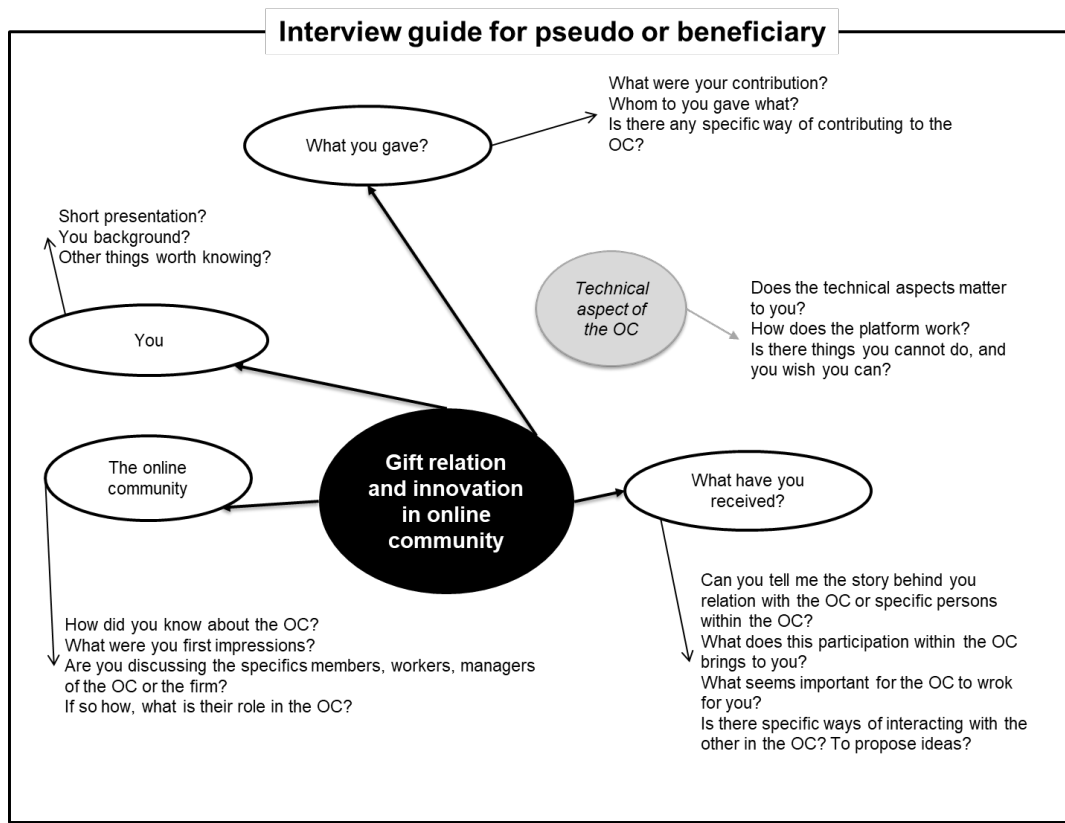 Interview guide for pseudo or beneficiary
What were your contribution?
Whom to you gave what?
Is there any specific way of contributing to the
OC?
What you gave?
Short presentation?
You background?
Other things worth knowing?
You
Technical
aspect of
the OC
Does the technical aspects matter
to you?
How does the platform work?
Is there things you cannot do, and
you wish you can?
Gift relation
and innovation
in online
community
The online
community
What have you
received?
How did you know about the OC?
What were you first impressions?
Are you discussing the specifics members, workers, managers
of the OC or the firm?
If so how, what is their role in the OC?
Can you tell me the story behind you
relation with the OC or specific persons
within the OC?
What does this participation within the OC
brings to you?
What seems important for the OC to wrok
for you?
Is there specific ways of interacting with the
other in the OC? To propose ideas?